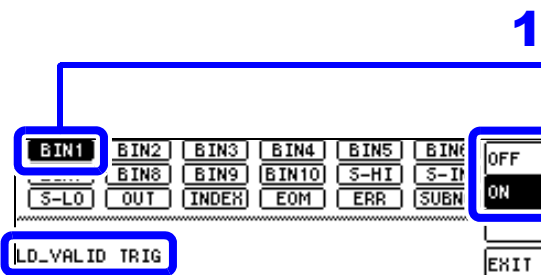 1
BIN1 BIN2 BIN3 BIN4 BIN5
OFF
BIN8 BIN9 BIN10 S-HI
ON
S-LO OUT INDEX EOM ERR
LD_VALID TRIG
EXIT